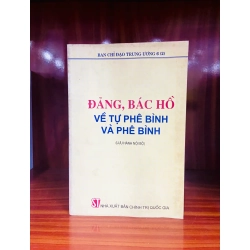 BAN CHỈ ĐẠO TRUNG ƯƠNG 6 (2)
ĐẢNG, BÁC HỒ
VỀ TỰ PHÊ BÌNH
VÀ PHÊ BÌNH
NHÀ XUẤT BẢN CHÍNH TRỊ QUỐC GIA